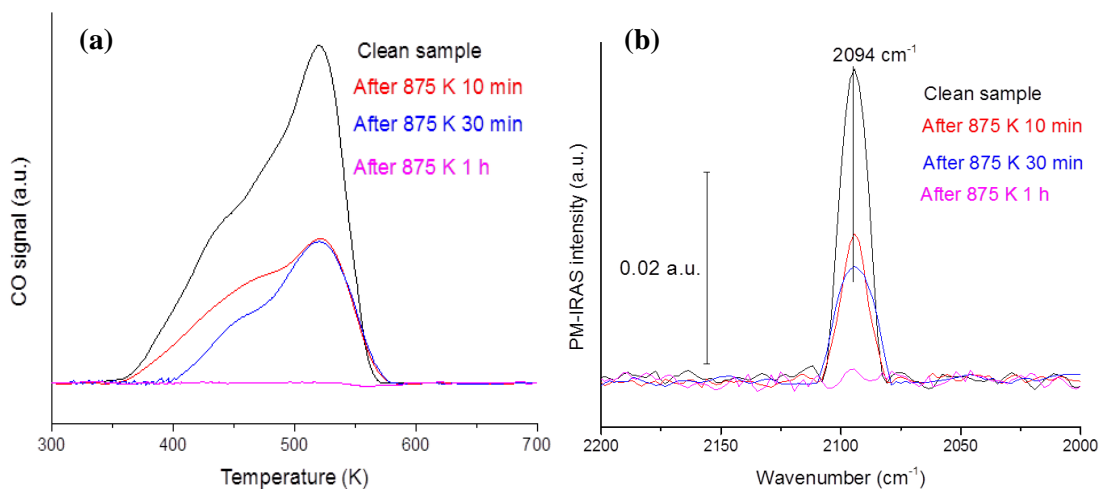 (a)
Clean sample
After 875 K 10 min
After 875 K 30 min
After 875 K 1 h
CO signal (a.u.)
300
400
500
600
700
Temperature (K)
(b)
2094 cm⁻¹
Clean sample
After 875 K 10 min
After 875 K 30 min
After 875 K 1 h
0.02 a.u.
PM-IRAS intensity (a.u.)
2200
2150
2100
2050
2000
Wavenumber (cm⁻¹)